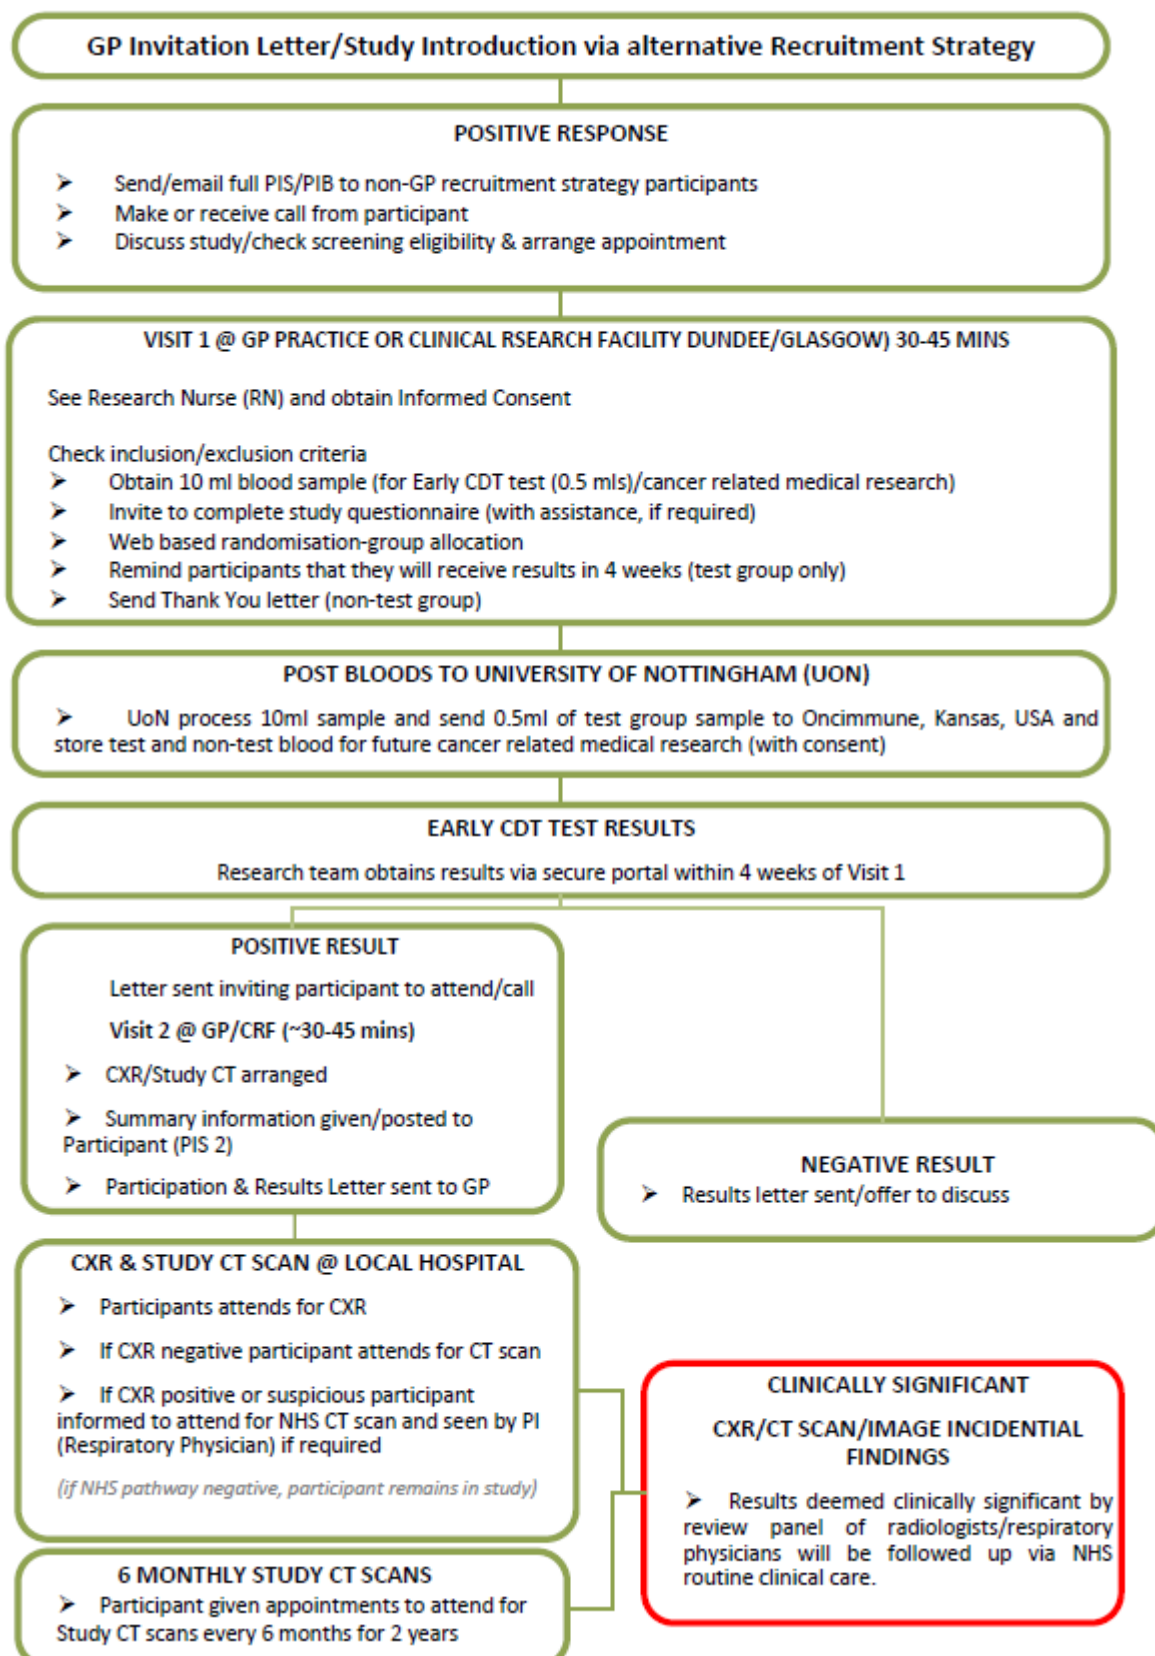 GP Invitation Letter/Study Introduction via alternative Recruitment Strategy
POSITIVE RESPONSE
➤ Send/email full PIS/PIB to non-GP recruitment strategy participants
➤ Make or receive call from participant
➤ Discuss study/check screening eligibility & arrange appointment
VISIT 1 @ GP PRACTICE OR CLINICAL RSEARCH FACILITY DUNDEE/GLASGOW) 30-45 MINS
See Research Nurse (RN) and obtain Informed Consent
Check inclusion/exclusion criteria
➤ Obtain 10 ml blood sample (for Early CDT test (0.5 mls)/cancer related medical research)
➤ Invite to complete study questionnaire (with assistance, if required)
➤ Web based randomisation-group allocation
➤ Remind participants that they will receive results in 4 weeks (test group only)
➤ Send Thank You letter (non-test group)
POST BLOODS TO UNIVERSITY OF NOTTINGHAM (UON)
➤ UoN process 10ml sample and send 0.5ml of test group sample to Oncimmune, Kansas, USA and
store test and non-test blood for future cancer related medical research (with consent)
EARLY CDT TEST RESULTS
Research team obtains results via secure portal within 4 weeks of Visit 1
POSITIVE RESULT
Letter sent inviting participant to attend/call
Visit 2 @ GP/CRF (~30-45 mins)
➤ CXR/Study CT arranged
➤ Summary information given/posted to
Participant (PIS 2)
➤ Participation & Results Letter sent to GP
NEGATIVE RESULT
➤ Results letter sent/offer to discuss
CXR & STUDY CT SCAN @ LOCAL HOSPITAL
➤ Participants attends for CXR
➤ If CXR negative participant attends for CT scan
➤ If CXR positive or suspicious participant
informed to attend for NHS CT scan and seen by PI
(Respiratory Physician) if required
(if NHS pathway negative, participant remains in study)
CLINICALLY SIGNIFICANT
CXR/CT SCAN/IMAGE INCIDENTIAL
FINDINGS
➤ Results deemed clinically significant by
review panel of radiologists/respiratory
physicians will be followed up via NHS
routine clinical care.
6 MONTHLY STUDY CT SCANS
➤ Participant given appointments to attend for
Study CT scans every 6 months for 2 years